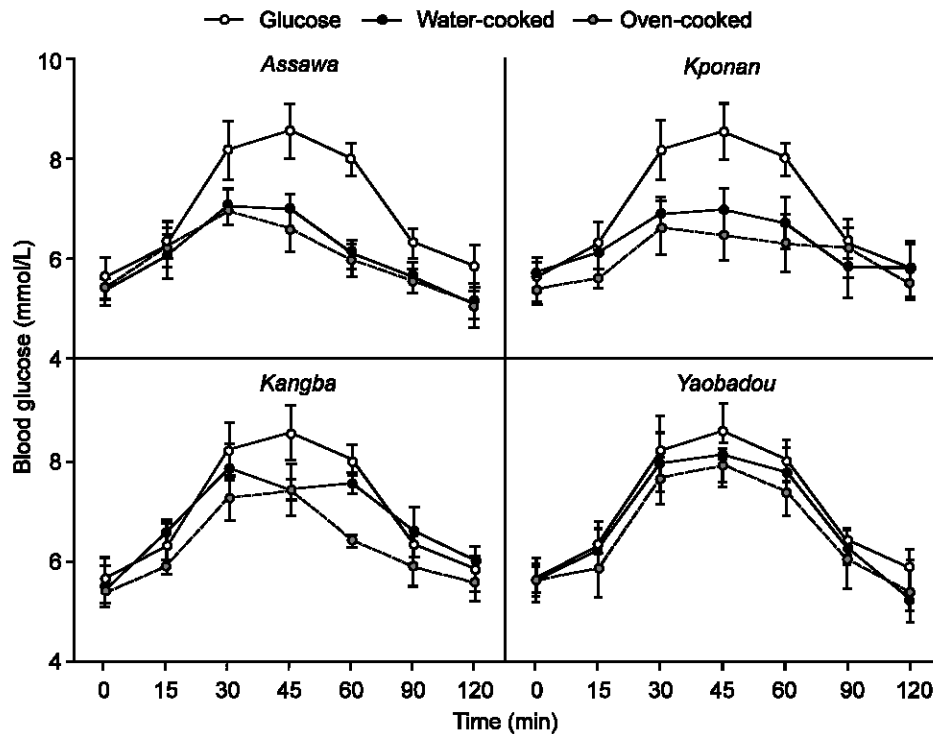 Glucose Water-cooked Oven-cooked
Assawa Kponan
10
8
6
4
Kangba Yaobadou
8
6
4
Blood glucose (mmol/L)
0 15 30 45 60 90 120 0 15 30 45 60 90 120
Time (min)